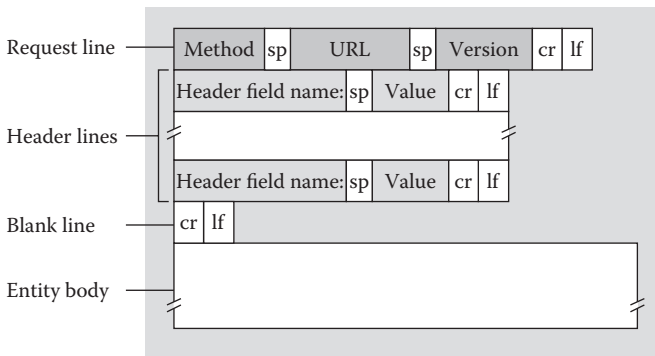 Request line Method sp URL sp Version cr lf
Header field name: sp Value cr lf
Header lines
Header field name: sp Value cr lf
Blank line cr lf
Entity body